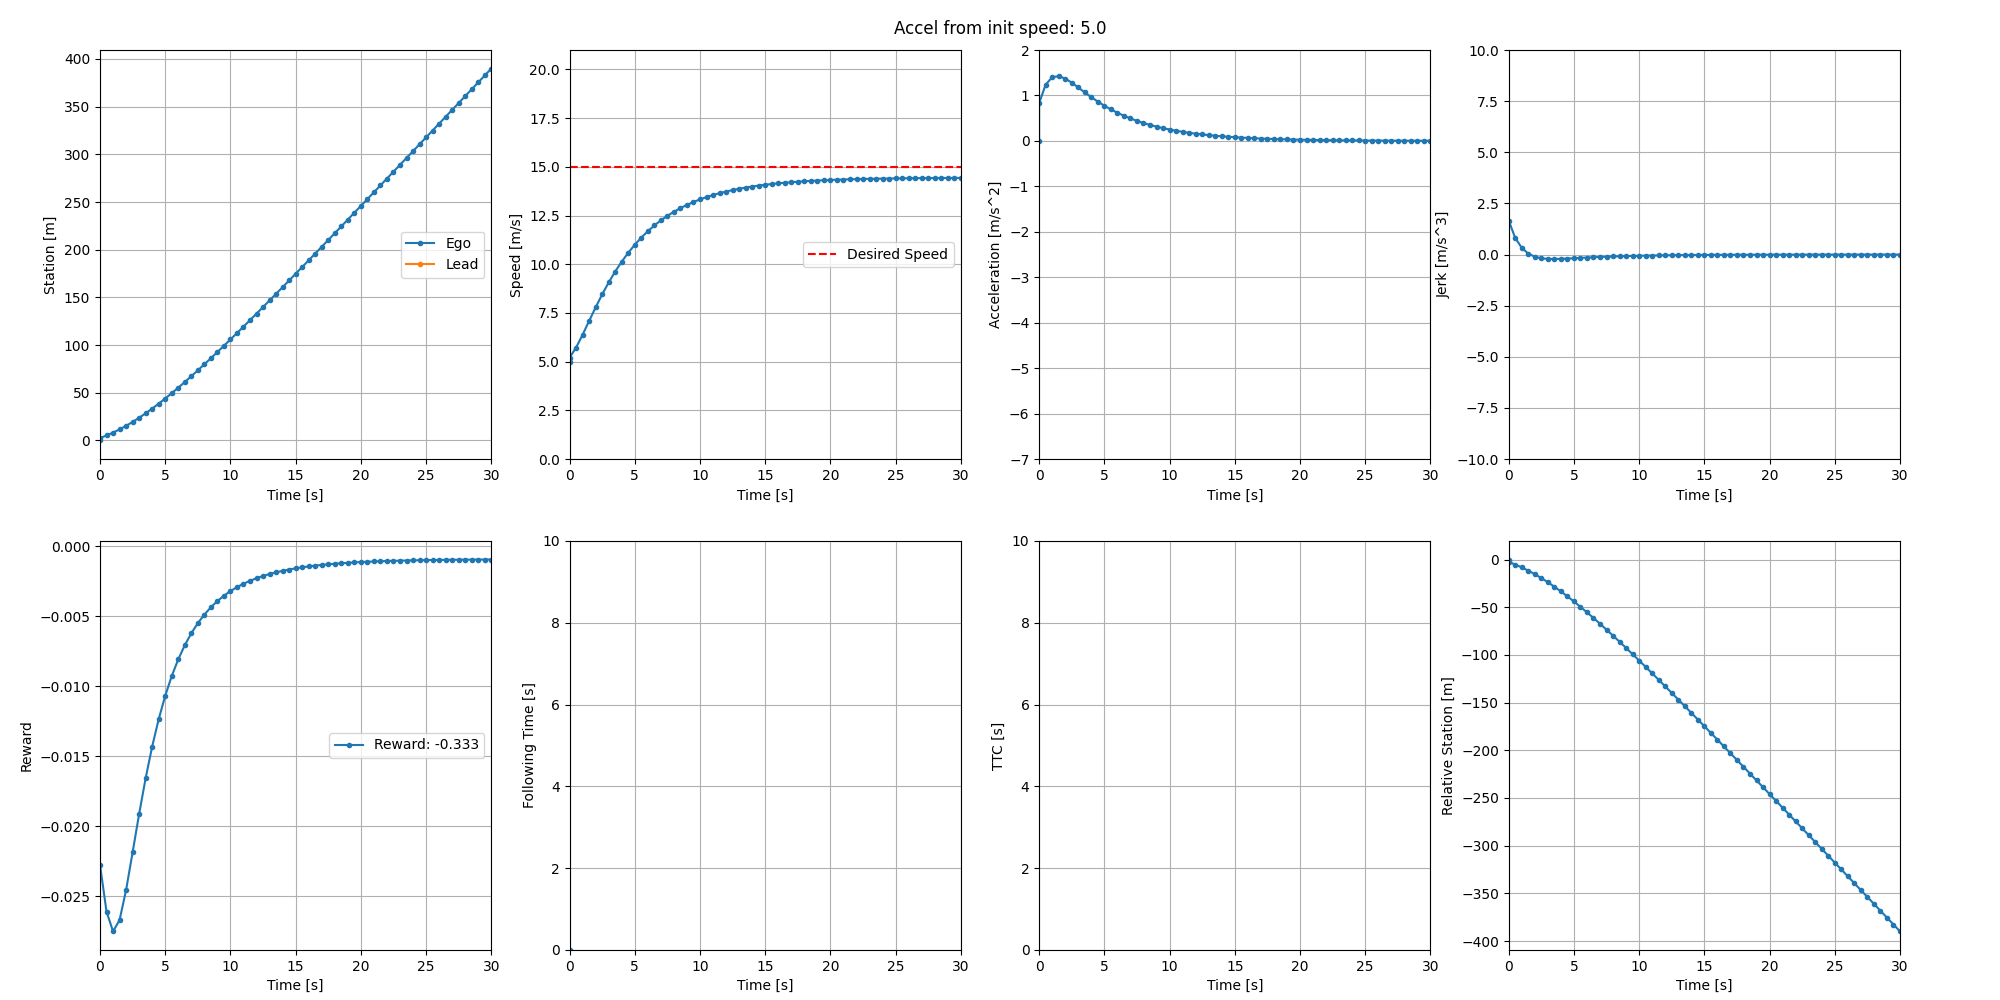 Accel from init speed: 5.0
400
350
300
250
200
150
100
50
0
Station [m]
Ego
Lead
0 5 10 15 20 25 30
Time [s]
20.0
17.5
15.0
12.5
10.0
7.5
5.0
2.5
0.0
Speed [m/s]
Desired Speed
0 5 10 15 20 25 30
Time [s]
2
1
0
−1
−2
−3
−4
−5
−6
−7
Acceleration [m/s^2]
0 5 10 15 20 25 30
Time [s]
10.0
7.5
5.0
2.5
0.0
−2.5
−5.0
−7.5
−10.0
Jerk [m/s^3]
0 5 10 15 20 25 30
Time [s]
0.000
−0.005
−0.010
−0.015
−0.020
−0.025
Reward
Reward: -0.333
0 5 10 15 20 25 30
Time [s]
10
8
6
4
2
0
Following Time [s]
0 5 10 15 20 25 30
Time [s]
10
8
6
4
2
0
TTC [s]
0 5 10 15 20 25 30
Time [s]
0
−50
−100
−150
−200
−250
−300
−350
−400
Relative Station [m]
0 5 10 15 20 25 30
Time [s]